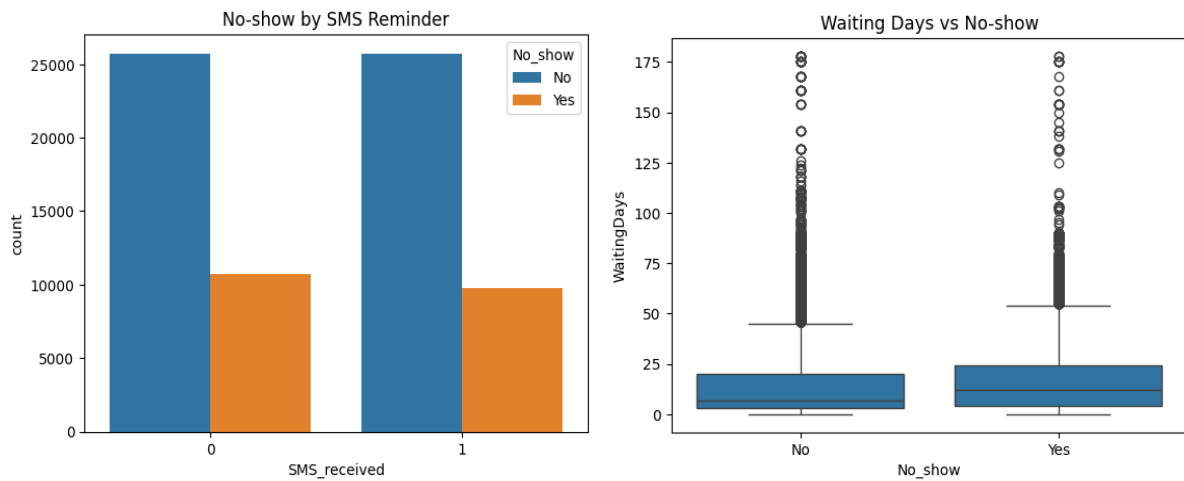 No-show by SMS Reminder
No_show
No
Yes
count
25000
20000
15000
10000
5000
0
0 1
SMS_received
Waiting Days vs No-show
WaitingDays
175
150
125
100
75
50
25
0
No Yes
No_show